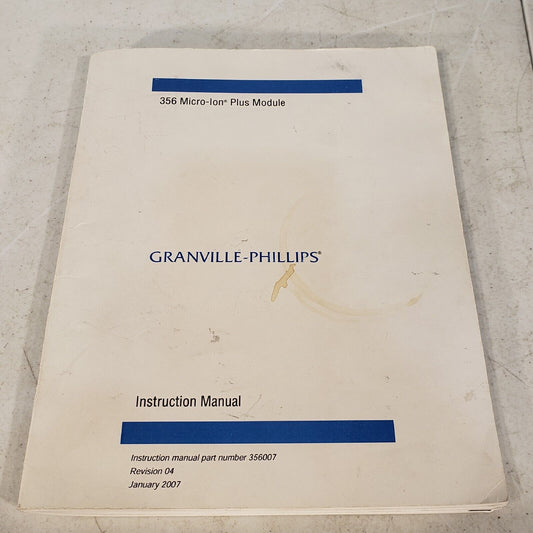 356 Micro-Ion® Plus Module
GRANVILLE-PHILLIPS®
Instruction Manual
Instruction manual part number 356007
Revision 04
January 2007